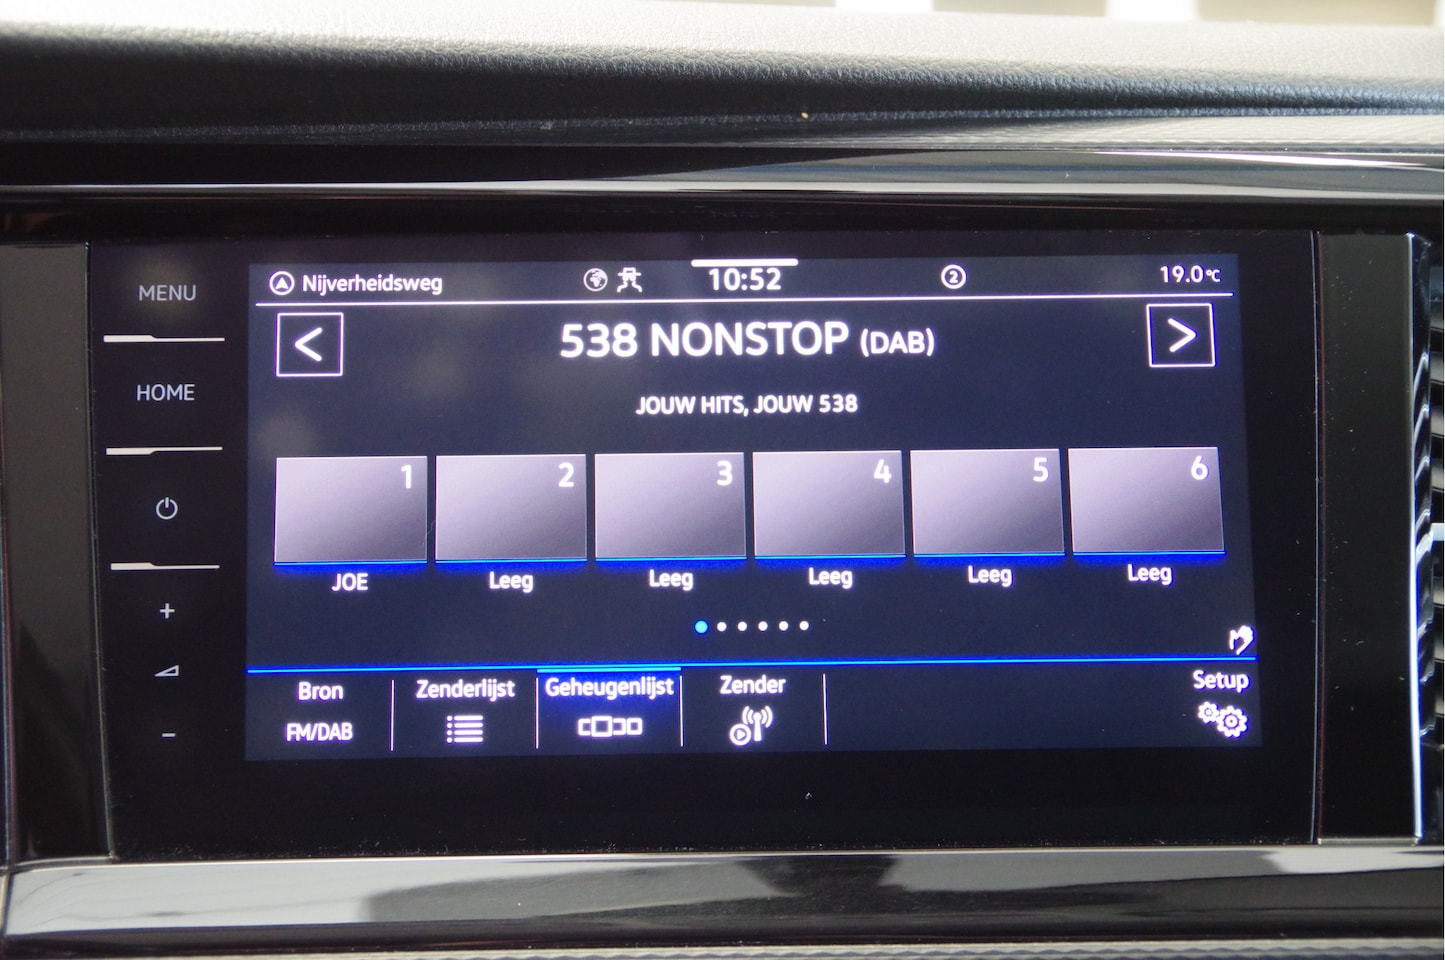 MENU
HOME
Nijverheidsweg
10:52
2
19.0°C
<
538 NONSTOP (DAB)
>
JOUW HITS, JOUW 538
1 2 3 4 5 6
JOE Leeg Leeg Leeg Leeg Leeg
+
-
Bron
FM/DAB
Zenderlijst
Geheugenlijst
Zender
Setup